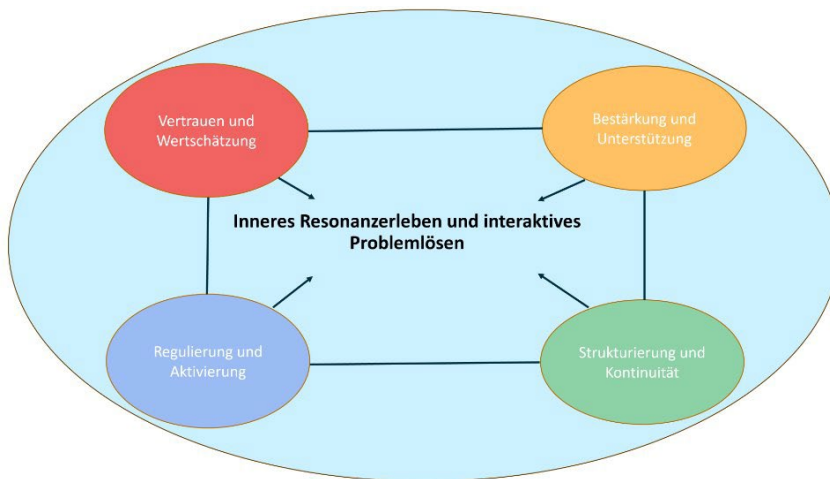 Vertrauen und
Wertschätzung
Bestärkung und
Unterstützung
Inneres Resonanzerleben und interaktives
Problemlösen
Regulierung und
Aktivierung
Strukturierung und
Kontinuität